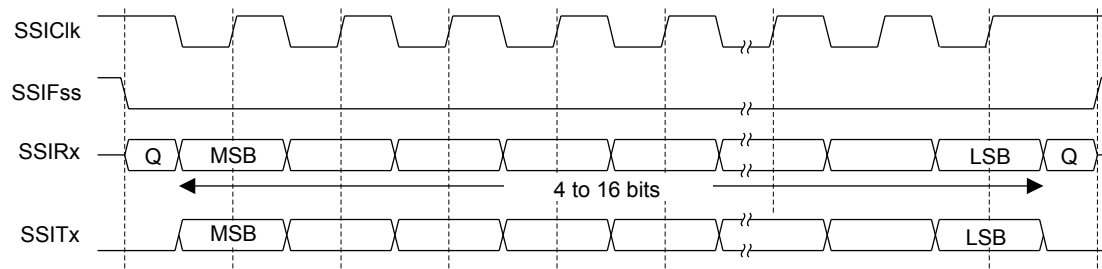 SSIClk
SSIFss
SSIRx Q MSB LSB Q
4 to 16 bits
SSITx MSB LSB